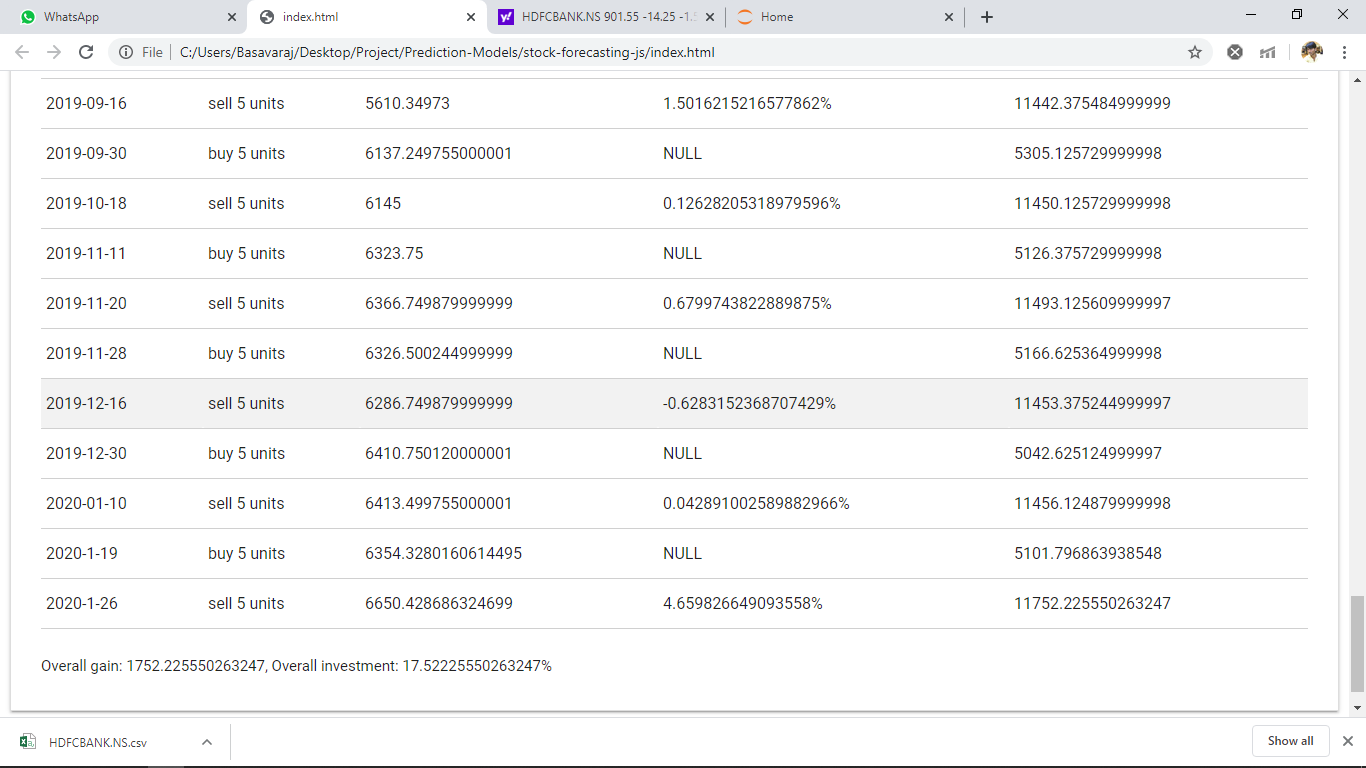 WhatsApp
index.html
HDFCBANK.NS 901.55 -14.25 -1.5
Home
File
C:/Users/Basavaraj/Desktop/Project/Prediction-Models/stock-forecasting-js/index.html
2019-09-16 sell 5 units 5610.34973 1.5016215216577862% 11442.375484999999
2019-09-30 buy 5 units 6137.249755000001 NULL 5305.125729999998
2019-10-18 sell 5 units 6145 0.12628205318979596% 11450.125729999998
2019-11-11 buy 5 units 6323.75 NULL 5126.375729999998
2019-11-20 sell 5 units 6366.749879999999 0.6799743822889875% 11493.125609999997
2019-11-28 buy 5 units 6326.500244999999 NULL 5166.625364999998
2019-12-16 sell 5 units 6286.749879999999 -0.6283152368707429% 11453.375244999997
2019-12-30 buy 5 units 6410.750120000001 NULL 5042.625124999997
2020-01-10 sell 5 units 6413.499755000001 0.042891002589882966% 11456.124879999998
2020-1-19 buy 5 units 6354.3280160614495 NULL 5101.796863938548
2020-1-26 sell 5 units 6650.428686324699 4.659826649093558% 11752.225550263247
Overall gain: 1752.225550263247, Overall investment: 17.52225550263247%
HDFCBANK.NS.csv
Show all